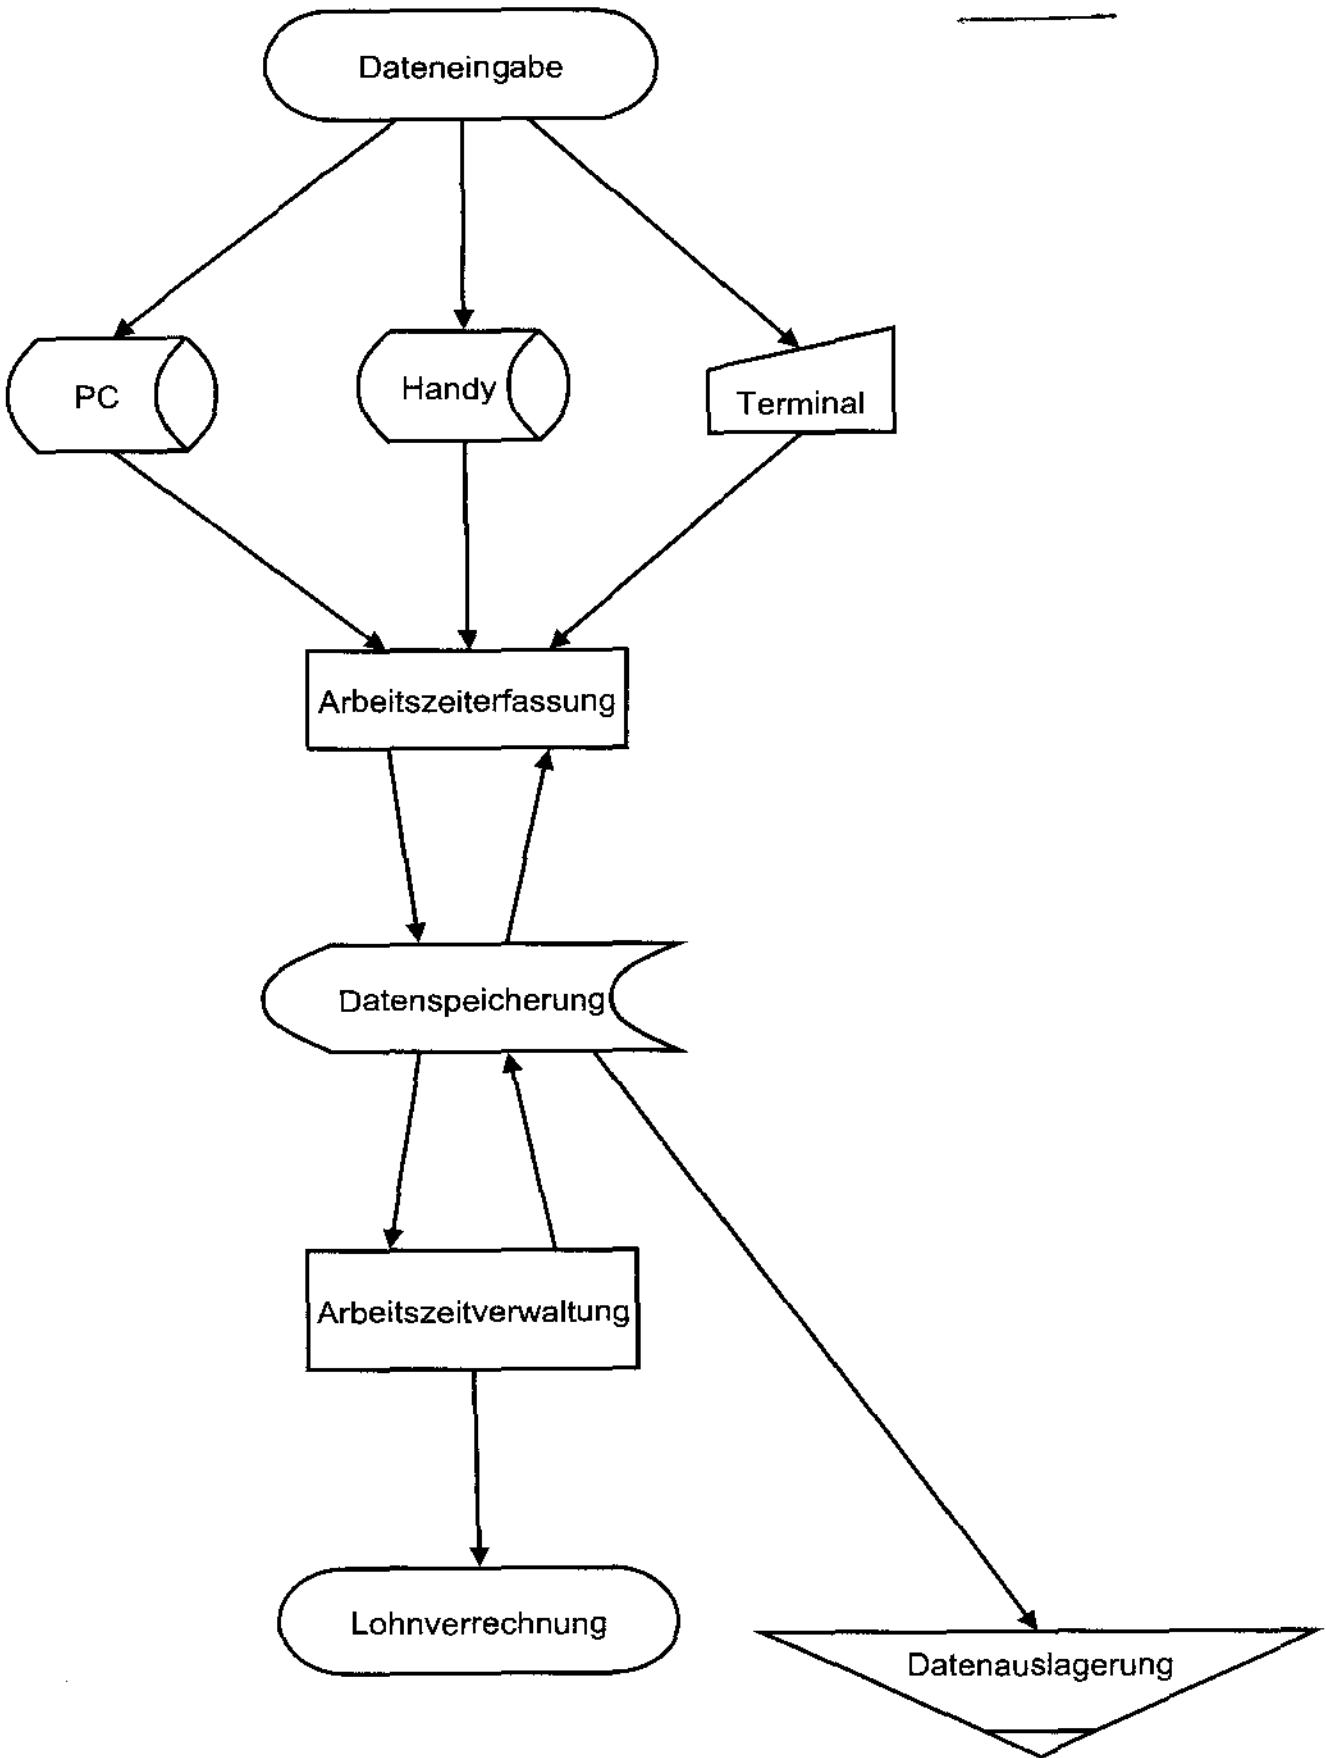 Dateneingabe
PC
Handy
Terminal
Arbeitszeiterfassung
Datenspeicherung
Arbeitszeitverwaltung
Lohnverrechnung
Datenauslagerung